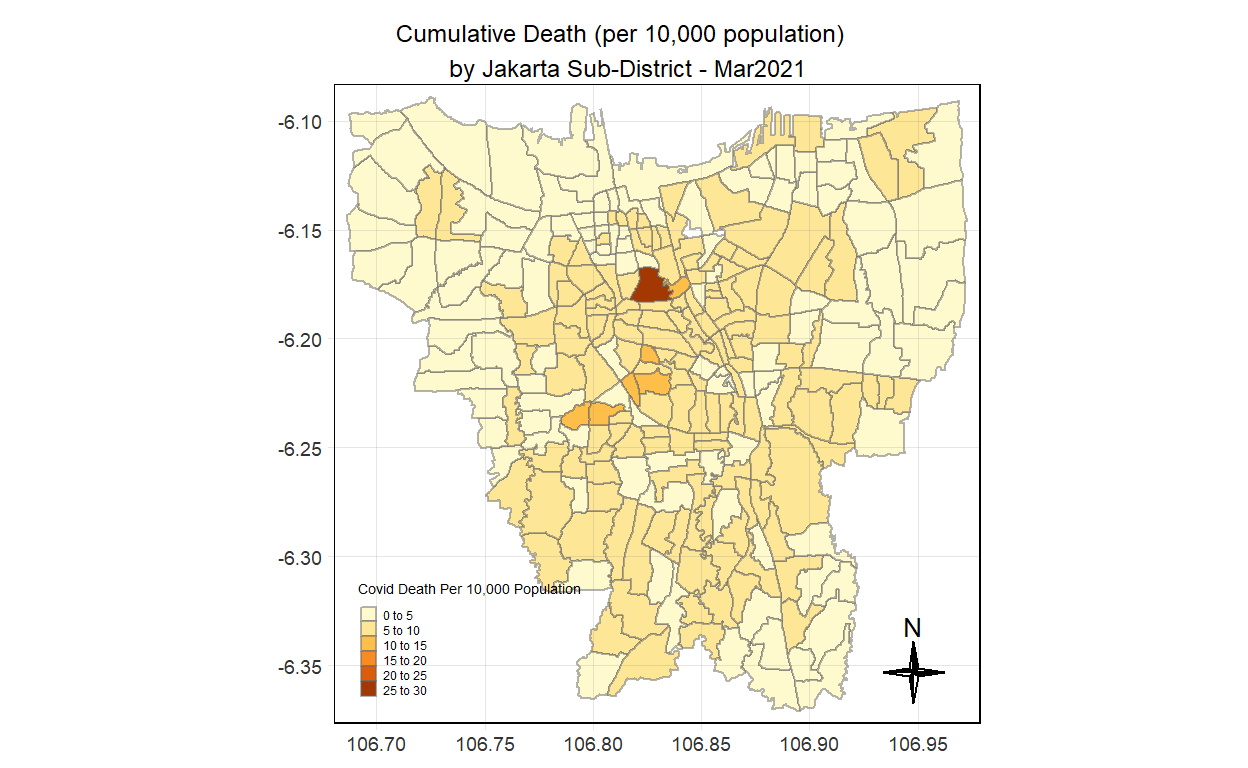 Cumulative Death (per 10,000 population)
by Jakarta Sub-District - Mar2021
-6.10
-6.15
-6.20
-6.25
-6.30
-6.35
Covid Death Per 10,000 Population
0 to 5
5 to 10
10 to 15
15 to 20
20 to 25
25 to 30
N
106.70 106.75 106.80 106.85 106.90 106.95